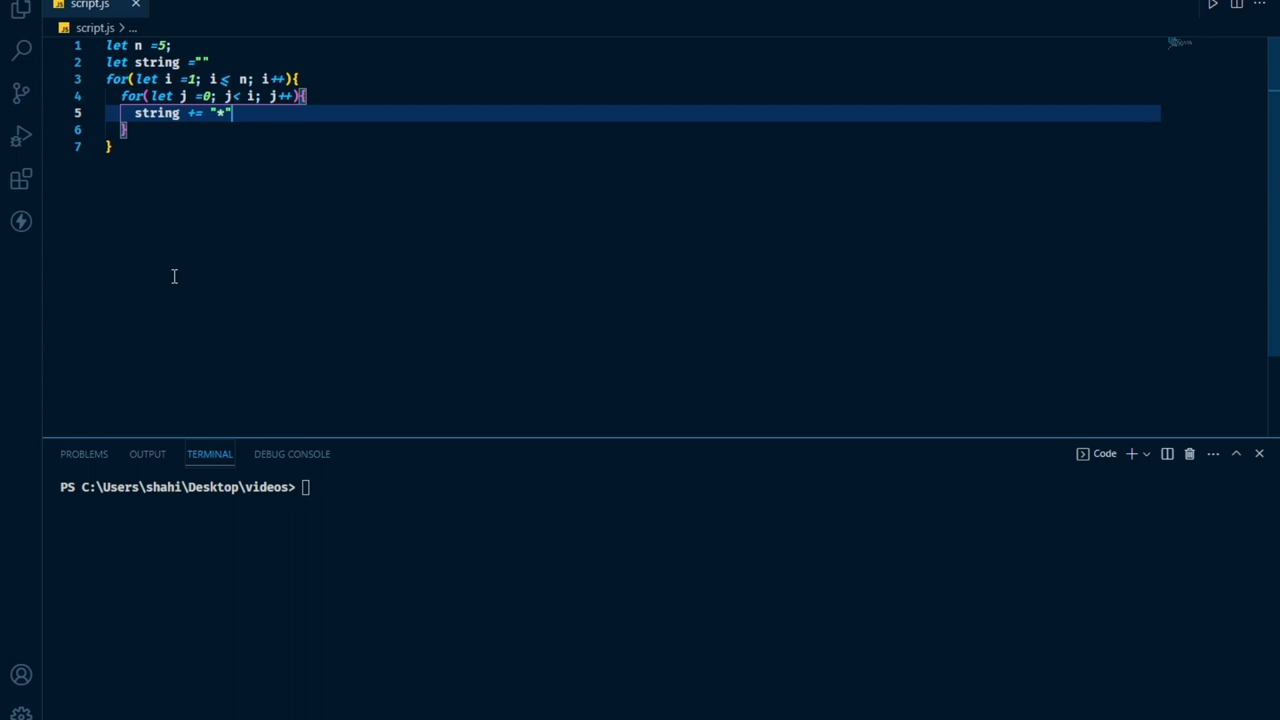 script.js
script.js > ...
1 let n =5;
2 let string =""
3 for(let i =1; i<= n; i++){
4 for(let j =0; j< i; j++){
5 string += "*"
6 }
7 }
PROBLEMS OUTPUT TERMINAL DEBUG CONSOLE Code
PS C:\Users\shahi\Desktop\videos>